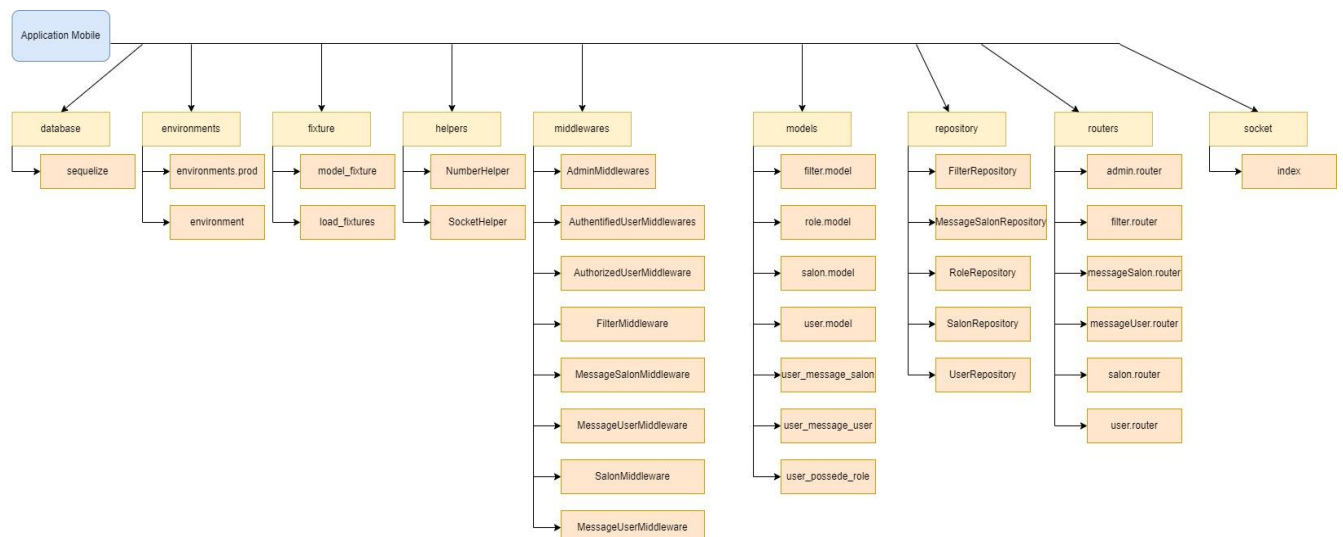 Application Mobile
database
environments
fixture
helpers
middlewares
models
repository
routers
socket
sequelize
environments.prod
model_fixture
NumberHelper
AdminMiddlewares
filter.model
FilterRepository
admin.router
index
environment
load_fixtures
SocketHelper
AuthentifiedUserMiddlewares
role.model
MessageSalonRepository
filter.router
AuthorizedUserMiddleware
salon.model
RoleRepository
messageSalon.router
FilterMiddleware
user.model
SalonRepository
messageUser.router
MessageSalonMiddleware
user_message_salon
UserRepository
salon.router
MessageUserMiddleware
user_message_user
user.router
SalonMiddleware
user_possede_role
MessageUserMiddleware